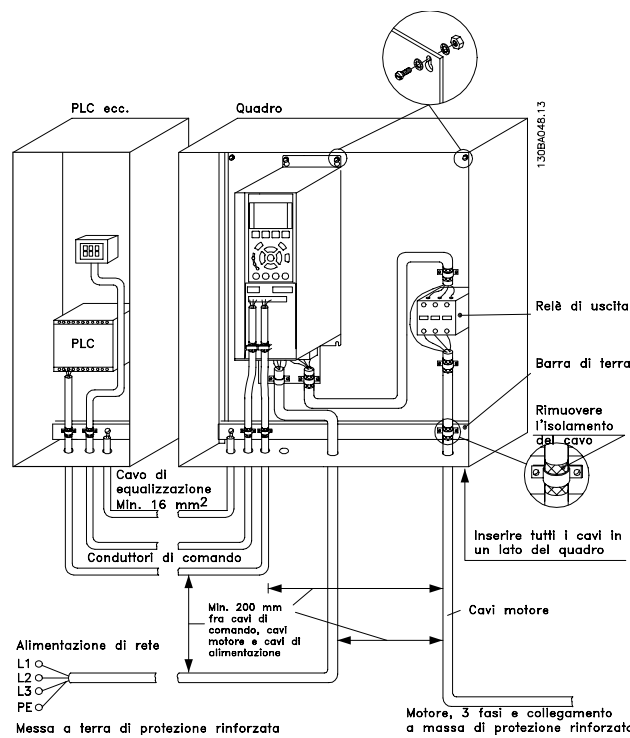 PLC ecc.
Quadro
130BA048.13
PLC
Relè di uscita
Barra di terra
Rimuovere
l'isolamento
del cavo
Cavo di
equalizzazione
Min. 16 mm2
Conduttori di comando
Inserire tutti i cavi in
un lato del quadro
Min. 200 mm
fra cavi di
comando, cavi
motore e cavi di
alimentazione
Cavi motore
Alimentazione di rete
L1
L2
L3
PE
Messa a terra di protezione rinforzata
Motore, 3 fasi e collegamento
a massa di protezione rinforzato